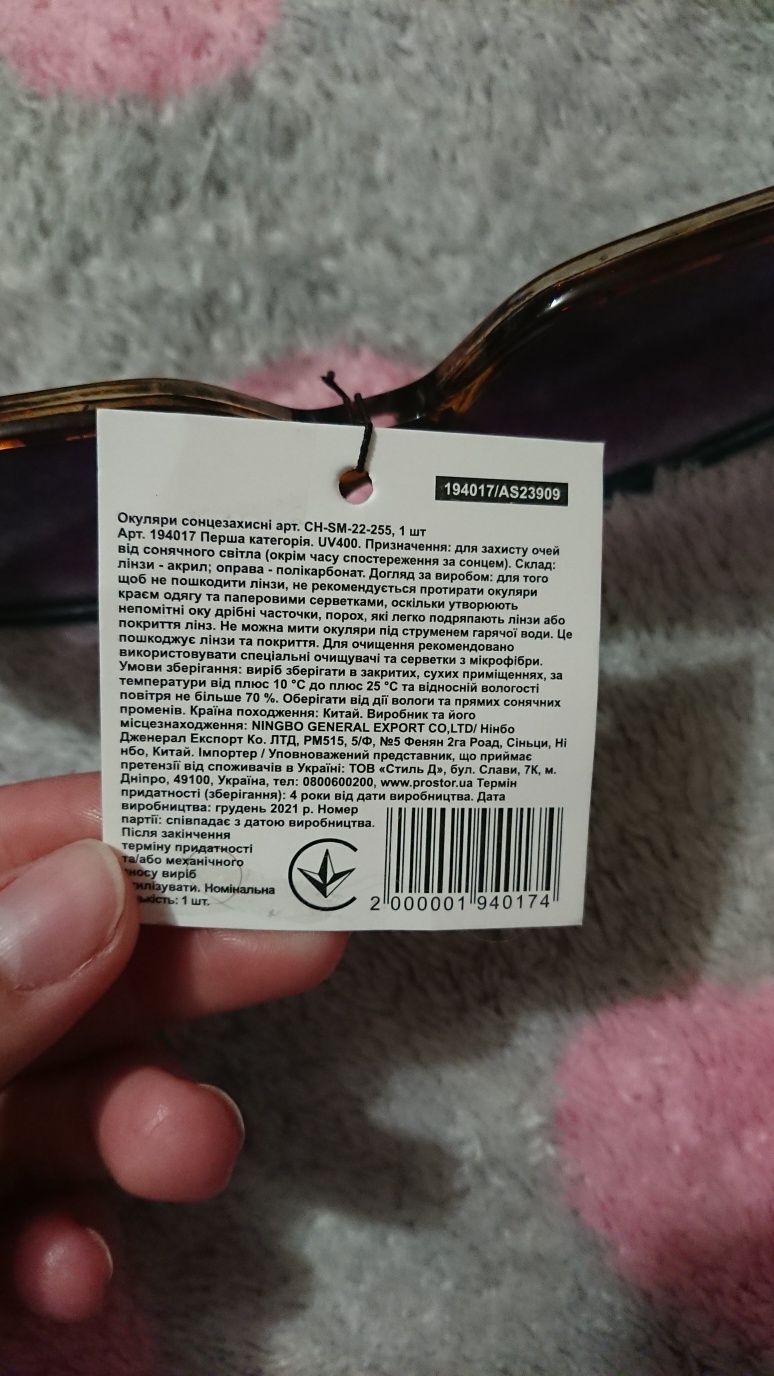 194017/AS23909
Окуляри сонцезахисні арт. CH-SM-22-255, 1 шт
Арт. 194017 Перша категорія. UV400. Призначення: для захисту очей
від сонячного світла (окрім часу спостереження за сонцем). Склад:
лінзи - акрил; оправа - полікарбонат. Догляд за виробом: для того
щоб не пошкодити лінзи, не рекомендується протирати окуляри
краєм одягу та паперовими серветками, оскільки утворюють
непомітні оку дрібні часточки, порох, які легко подряпають лінзи або
покриття лінз. Не можна мити окуляри під струменем гарячої води. Це
пошкоджує лінзи та покриття. Для очищення рекомендовано
використовувати спеціальні очищувачі та серветки з мікрофібри.
Умови зберігання: виріб зберігати в закритих, сухих приміщеннях, за
температури від плюс 10 °С до плюс 25 °С та відносній вологості
повітря не більше 70 %. Оберігати від дії вологи та прямих сонячних
променів. Країна походження: Китай. Виробник та його
місцезнаходження: NINGBO GENERAL EXPORT CO,LTD/ Нінбо
Дженерал Експорт Ко. ЛТД, РМ515, 5/Ф, №5 Фенян 2га Роад, Сіньци, Ні
нбо, Китай. Імпортер / Уповноважений представник, що приймає
претензії від споживачів в Україні: ТОВ «Стиль Д», бул. Слави, 7К, м.
Дніпро, 49100, Україна, тел: 0800600200, www.prostor.ua Термін
придатності (зберігання): 4 роки від дати виробництва. Дата
виробництва: грудень 2021 р. Номер
партії: співпадає з датою виробництва.
Після закінчення
терміну придатності
та/або механічного
зносу виріб
утилізувати. Номінальна
кількість: 1 шт.
2 000001 940174